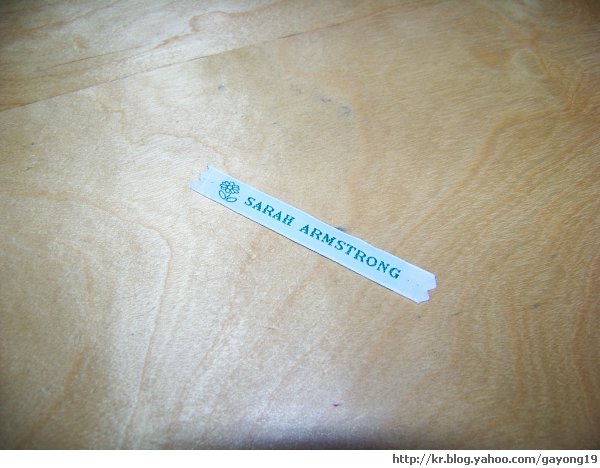 SARAH ARMSTRONG
http://kr.blog.yahoo.com/gayong19